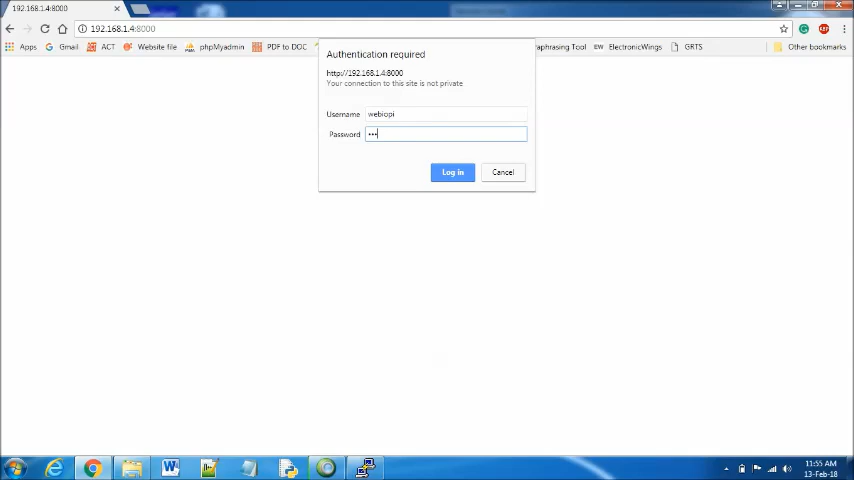 192.168.1.4:8000
192.168.1.4:8000
Apps Gmail ACT Website file phpMyadmin PDF to DOC araphrasing Tool EW ElectronicWings GRTS Other bookmarks
Authentication required
http://192.168.1.4:8000
Your connection to this site is not private
Username webiopi
Password •••
Log in Cancel
11:55 AM
13-Feb-18